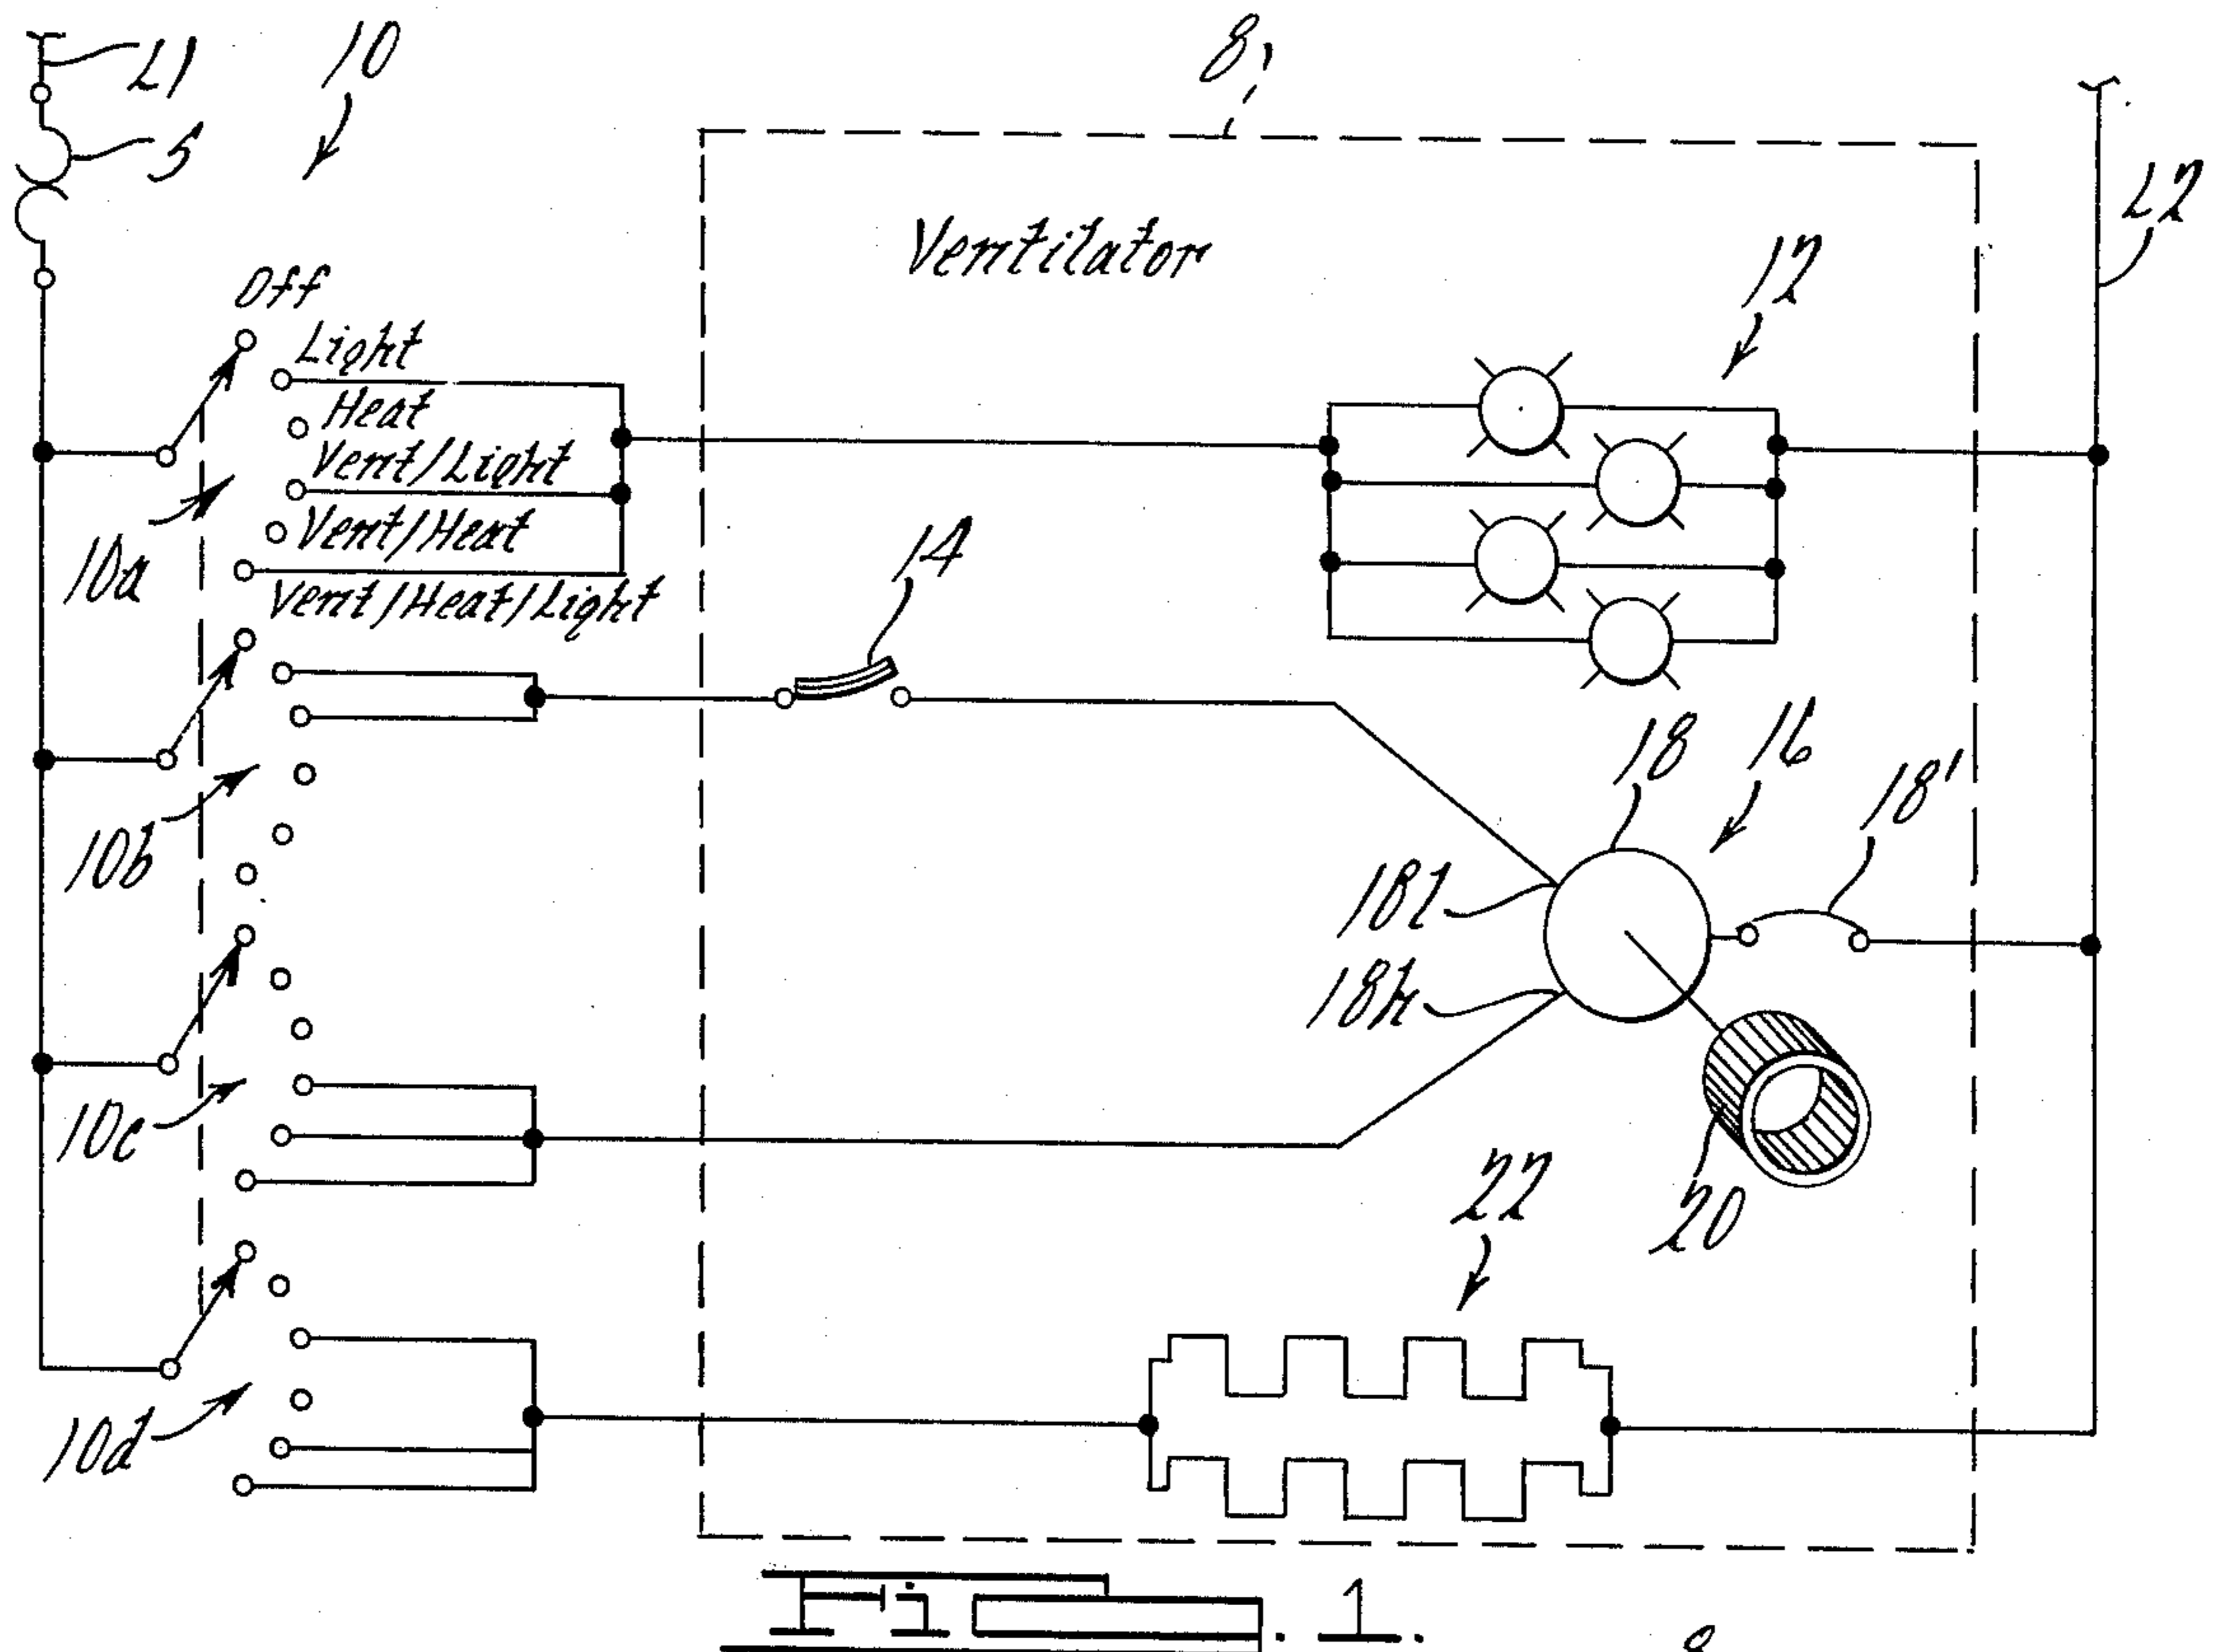 L1
10
8'
5
L2
Ventilator
12
Off
Light
Heat
Vent/Light
Vent/Heat
14
10a
Vent/Heat/Light
18
16
18'
10b
18l
18h
10c
22
20
10d
Fig. 1.